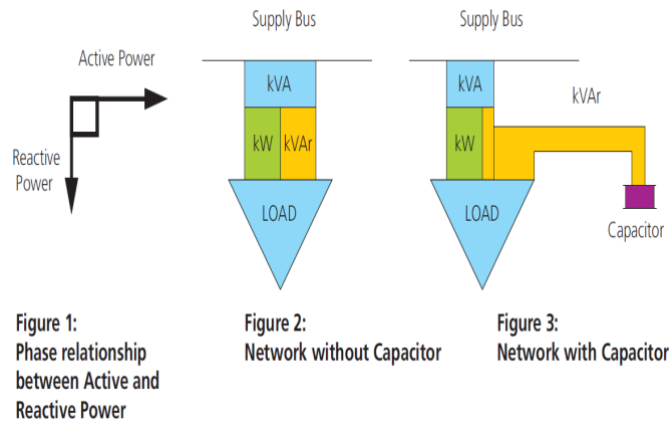 Supply Bus
Supply Bus
Active Power
kVA
kVA
kVAr
Reactive
Power
kW
kVAr
kW
LOAD
LOAD
Capacitor
Figure 1:
Phase relationship
between Active and
Reactive Power
Figure 2:
Network without Capacitor
Figure 3:
Network with Capacitor